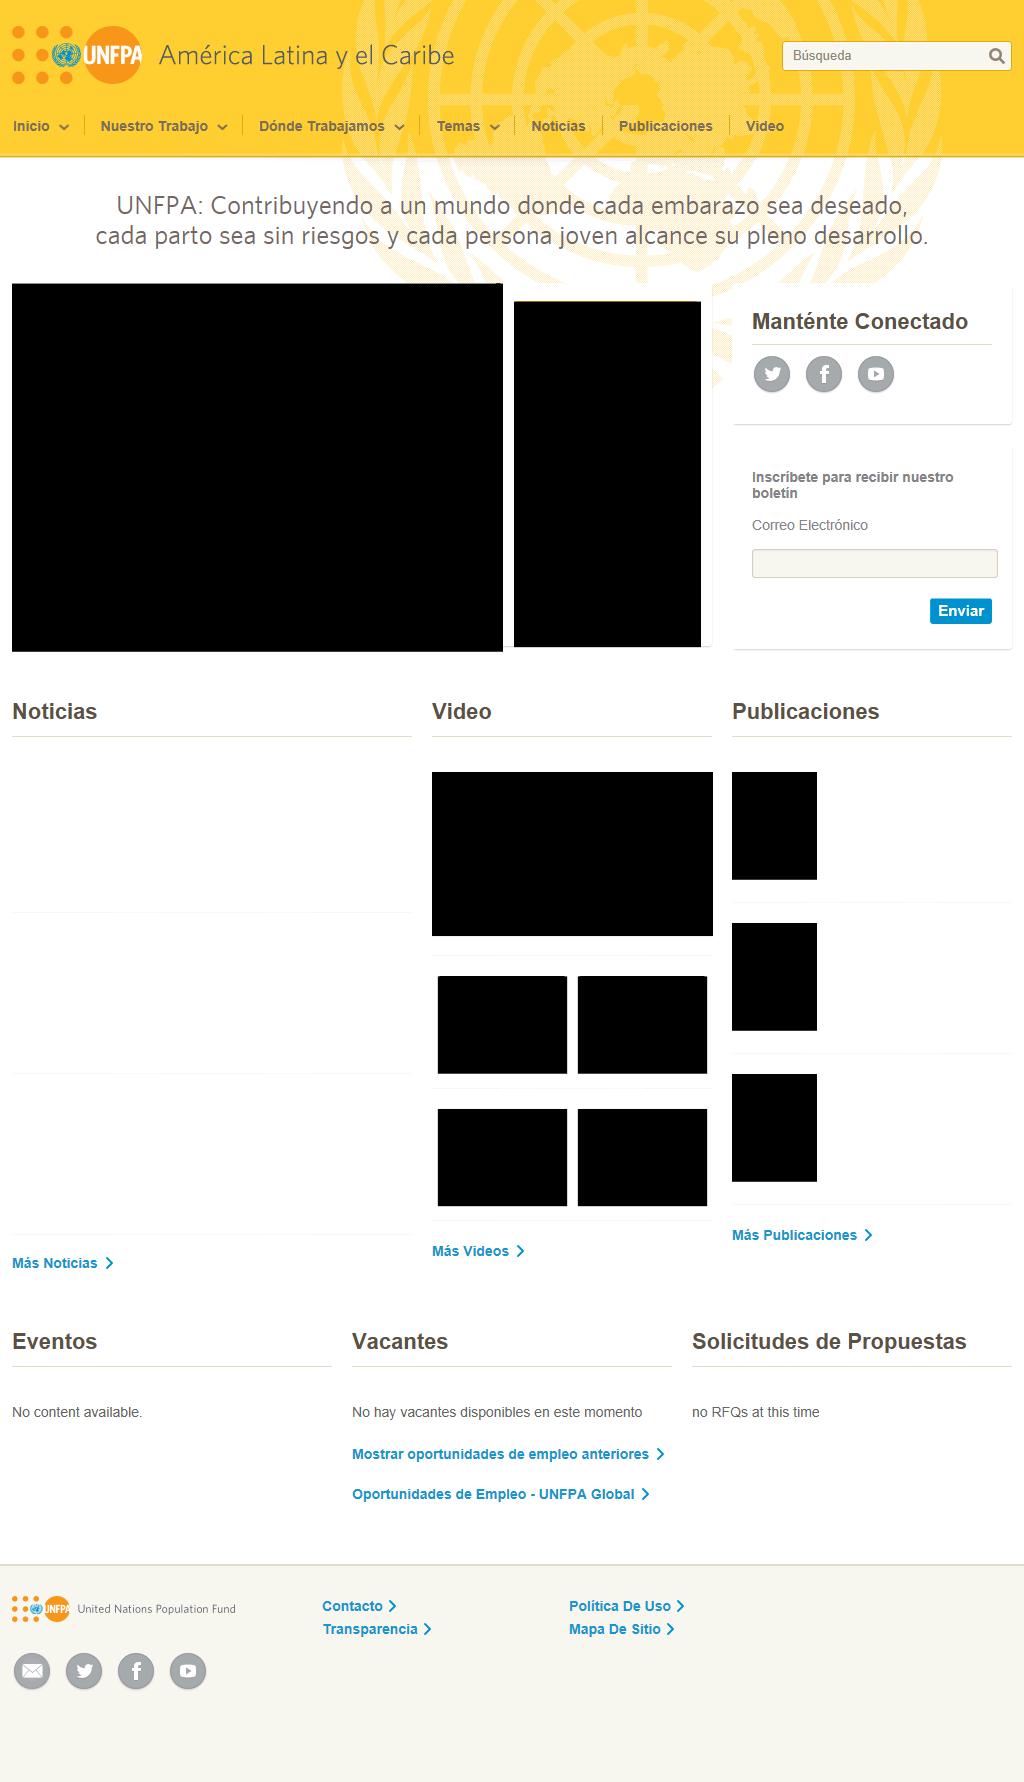 UNFPA
América Latina y el Caribe
Búsqueda
Inicio
Nuestro Trabajo
Dónde Trabajamos
Temas
Noticias
Publicaciones
Video
UNFPA: Contribuyendo a un mundo donde cada embarazo sea deseado,
cada parto sea sin riesgos y cada persona joven alcance su pleno desarrollo.
Manténte Conectado
Inscríbete para recibir nuestro
boletín
Correo Electrónico
Enviar
Noticias
Más Noticias
Video
Más Videos
Publicaciones
Más Publicaciones
Eventos
No content available.
Vacantes
No hay vacantes disponibles en este momento
Mostrar oportunidades de empleo anteriores
Oportunidades de Empleo - UNFPA Global
Solicitudes de Propuestas
no RFQs at this time
UNFPA
United Nations Population Fund
Contacto
Transparencia
Política De Uso
Mapa De Sitio